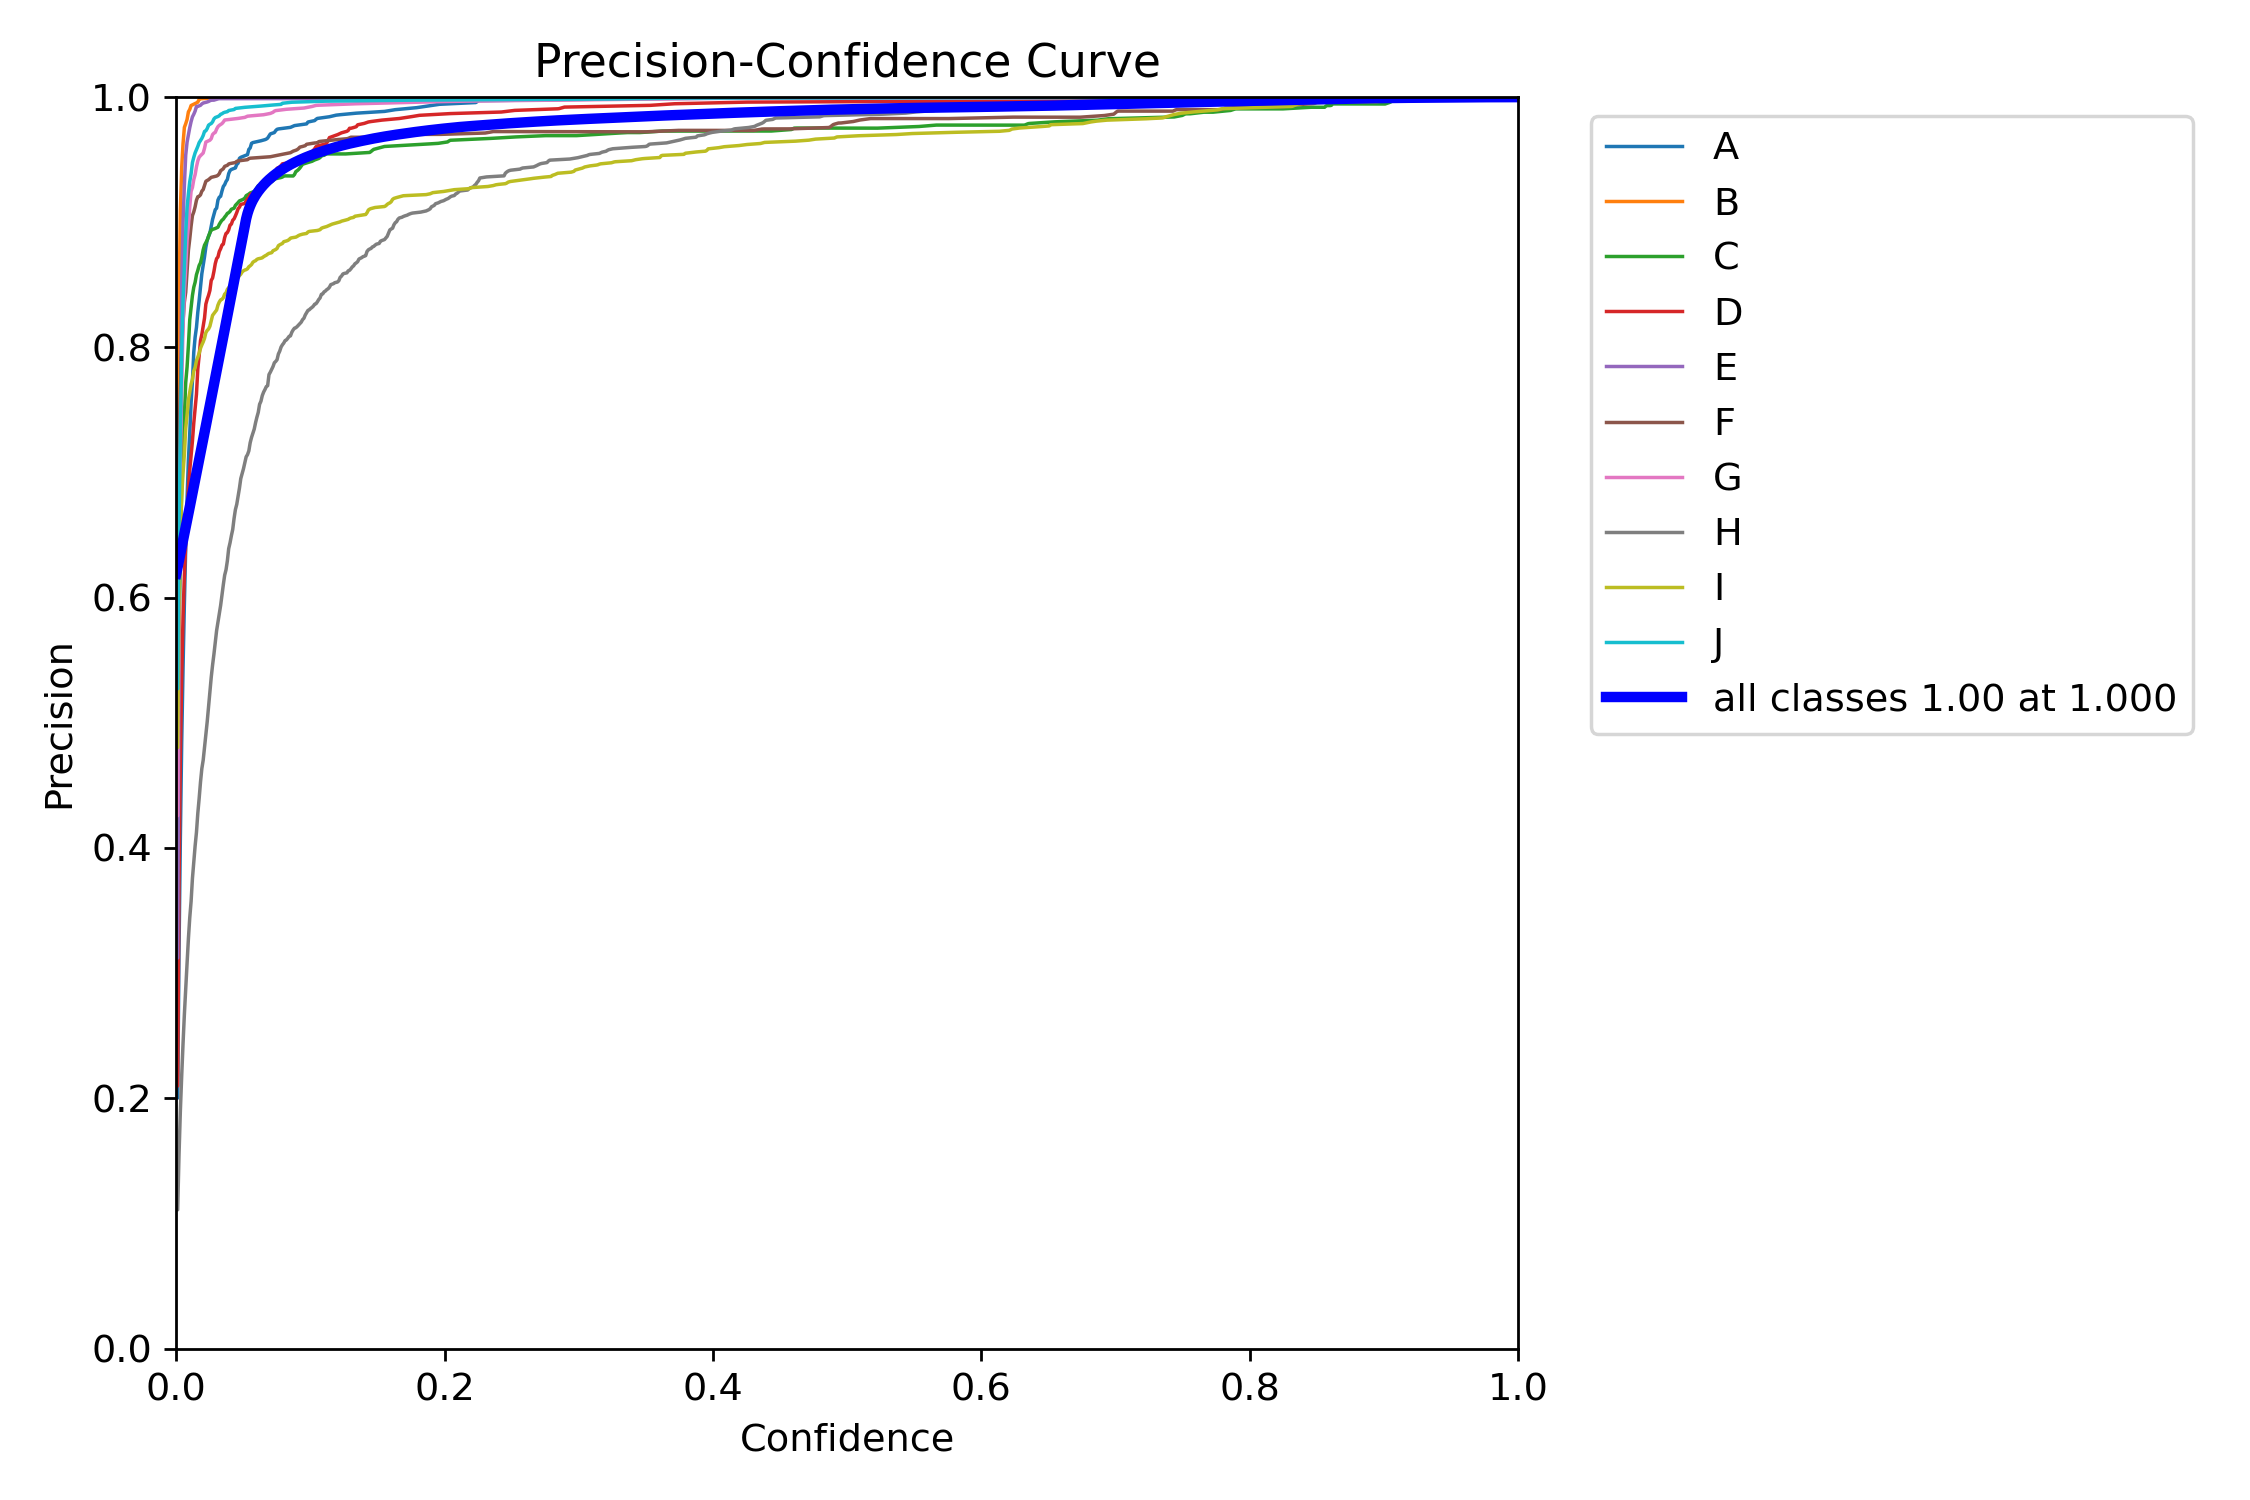 Precision-Confidence Curve
1.0
0.8
0.6
0.4
0.2
0.0
Precision
0.0 0.2 0.4 0.6 0.8 1.0
Confidence
A
B
C
D
E
F
G
H
I
J
all classes 1.00 at 1.000